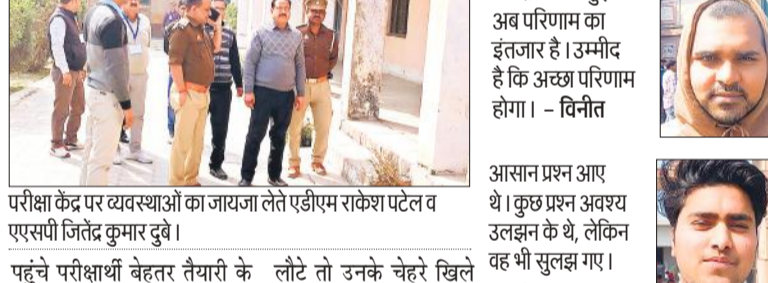 परीक्षा केंद्र पर व्यवस्थाओं का जायजा लेते एडीएम राकेश पटेल व
एएसपी जितेंद्र कुमार दुबे।
पहुंचे परीक्षार्थी बेहतर तैयारी के
लौटे तो उनके चेहरे खिले
अब परिणाम का
इंतजार है। उम्मीद
है कि अच्छा परिणाम
होगा। – विनीत
आसान प्रश्न आए
थे। कुछ प्रश्न अवश्य
उलझन के थे, लेकिन
वह भी सुलझ गए।